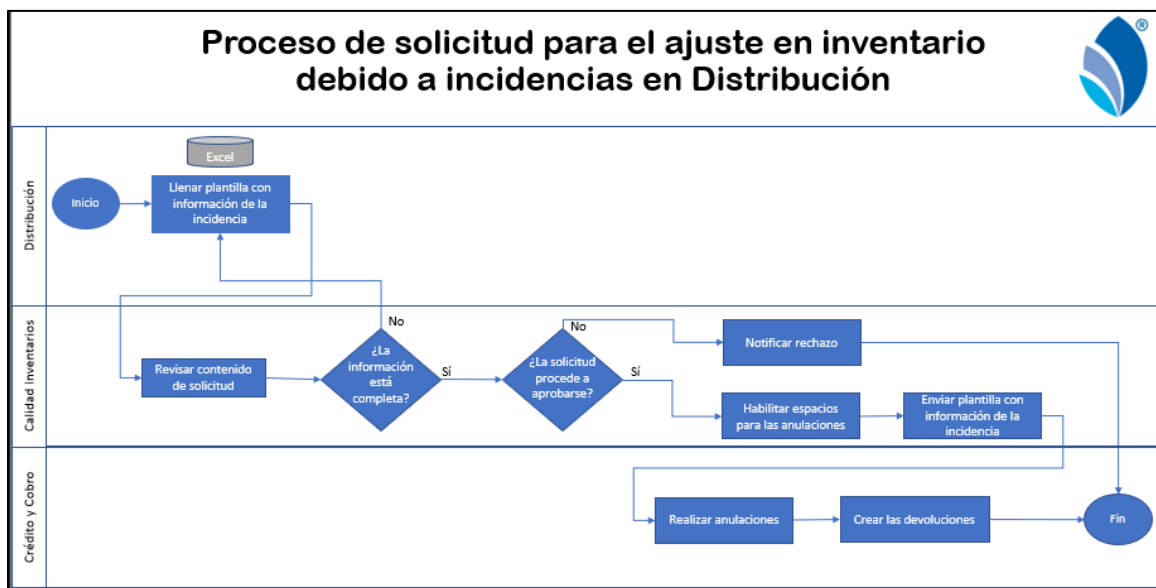 Proceso de solicitud para el ajuste en inventario
debido a incidencias en Distribución
®
Distribución
Excel
Inicio
Llenar plantilla con
información de la
incidencia
Calidad Inventarios
No
No
Revisar contenido
de solicitud
¿La
información
está
completa?
Sí
¿La solicitud
procede a
aprobarse?
Sí
Notificar rechazo
Habilitar espacios
para las anulaciones
Enviar plantilla con
información de la
incidencia
Crédito y Cobro
Realizar anulaciones
Crear las devoluciones
Fin